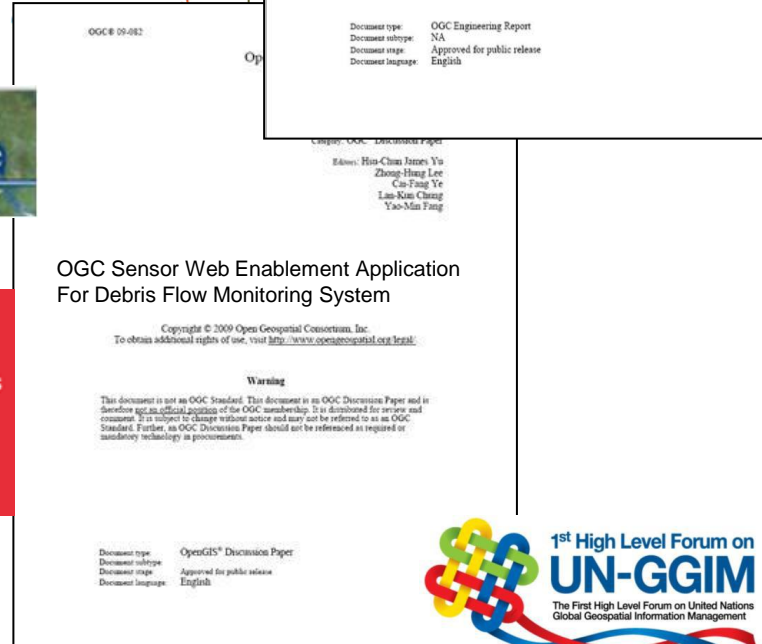 Document type: OGC Engineering Report
Document subtype: NA
Document stage: Approved for public release
Document language: English
OGC® 09-082
Op
Category: OGC® Discussion Paper
Editors: Hsu-Chun James Yu
Zhong-Hung Lee
Cai-Fang Ye
Lan-Kun Chung
Yao-Min Fang
OGC Sensor Web Enablement Application
For Debris Flow Monitoring System
Copyright © 2009 Open Geospatial Consortium, Inc.
To obtain additional rights of use, visit http://www.opengeospatial.org/legal/.
Warning
This document is not an OGC Standard. This document is an OGC Discussion Paper and is
therefore not an official position of the OGC membership. It is distributed for review and
comment. It is subject to change without notice and may not be referred to as an OGC
Standard. Further, an OGC Discussion Paper should not be referenced as required or
mandatory technology in procurements.
Document type: OpenGIS® Discussion Paper
Document subtype:
Document stage: Approved for public release
Document language: English
1st High Level Forum on
UN-GGIM
The First High Level Forum on United Nations
Global Geospatial Information Management